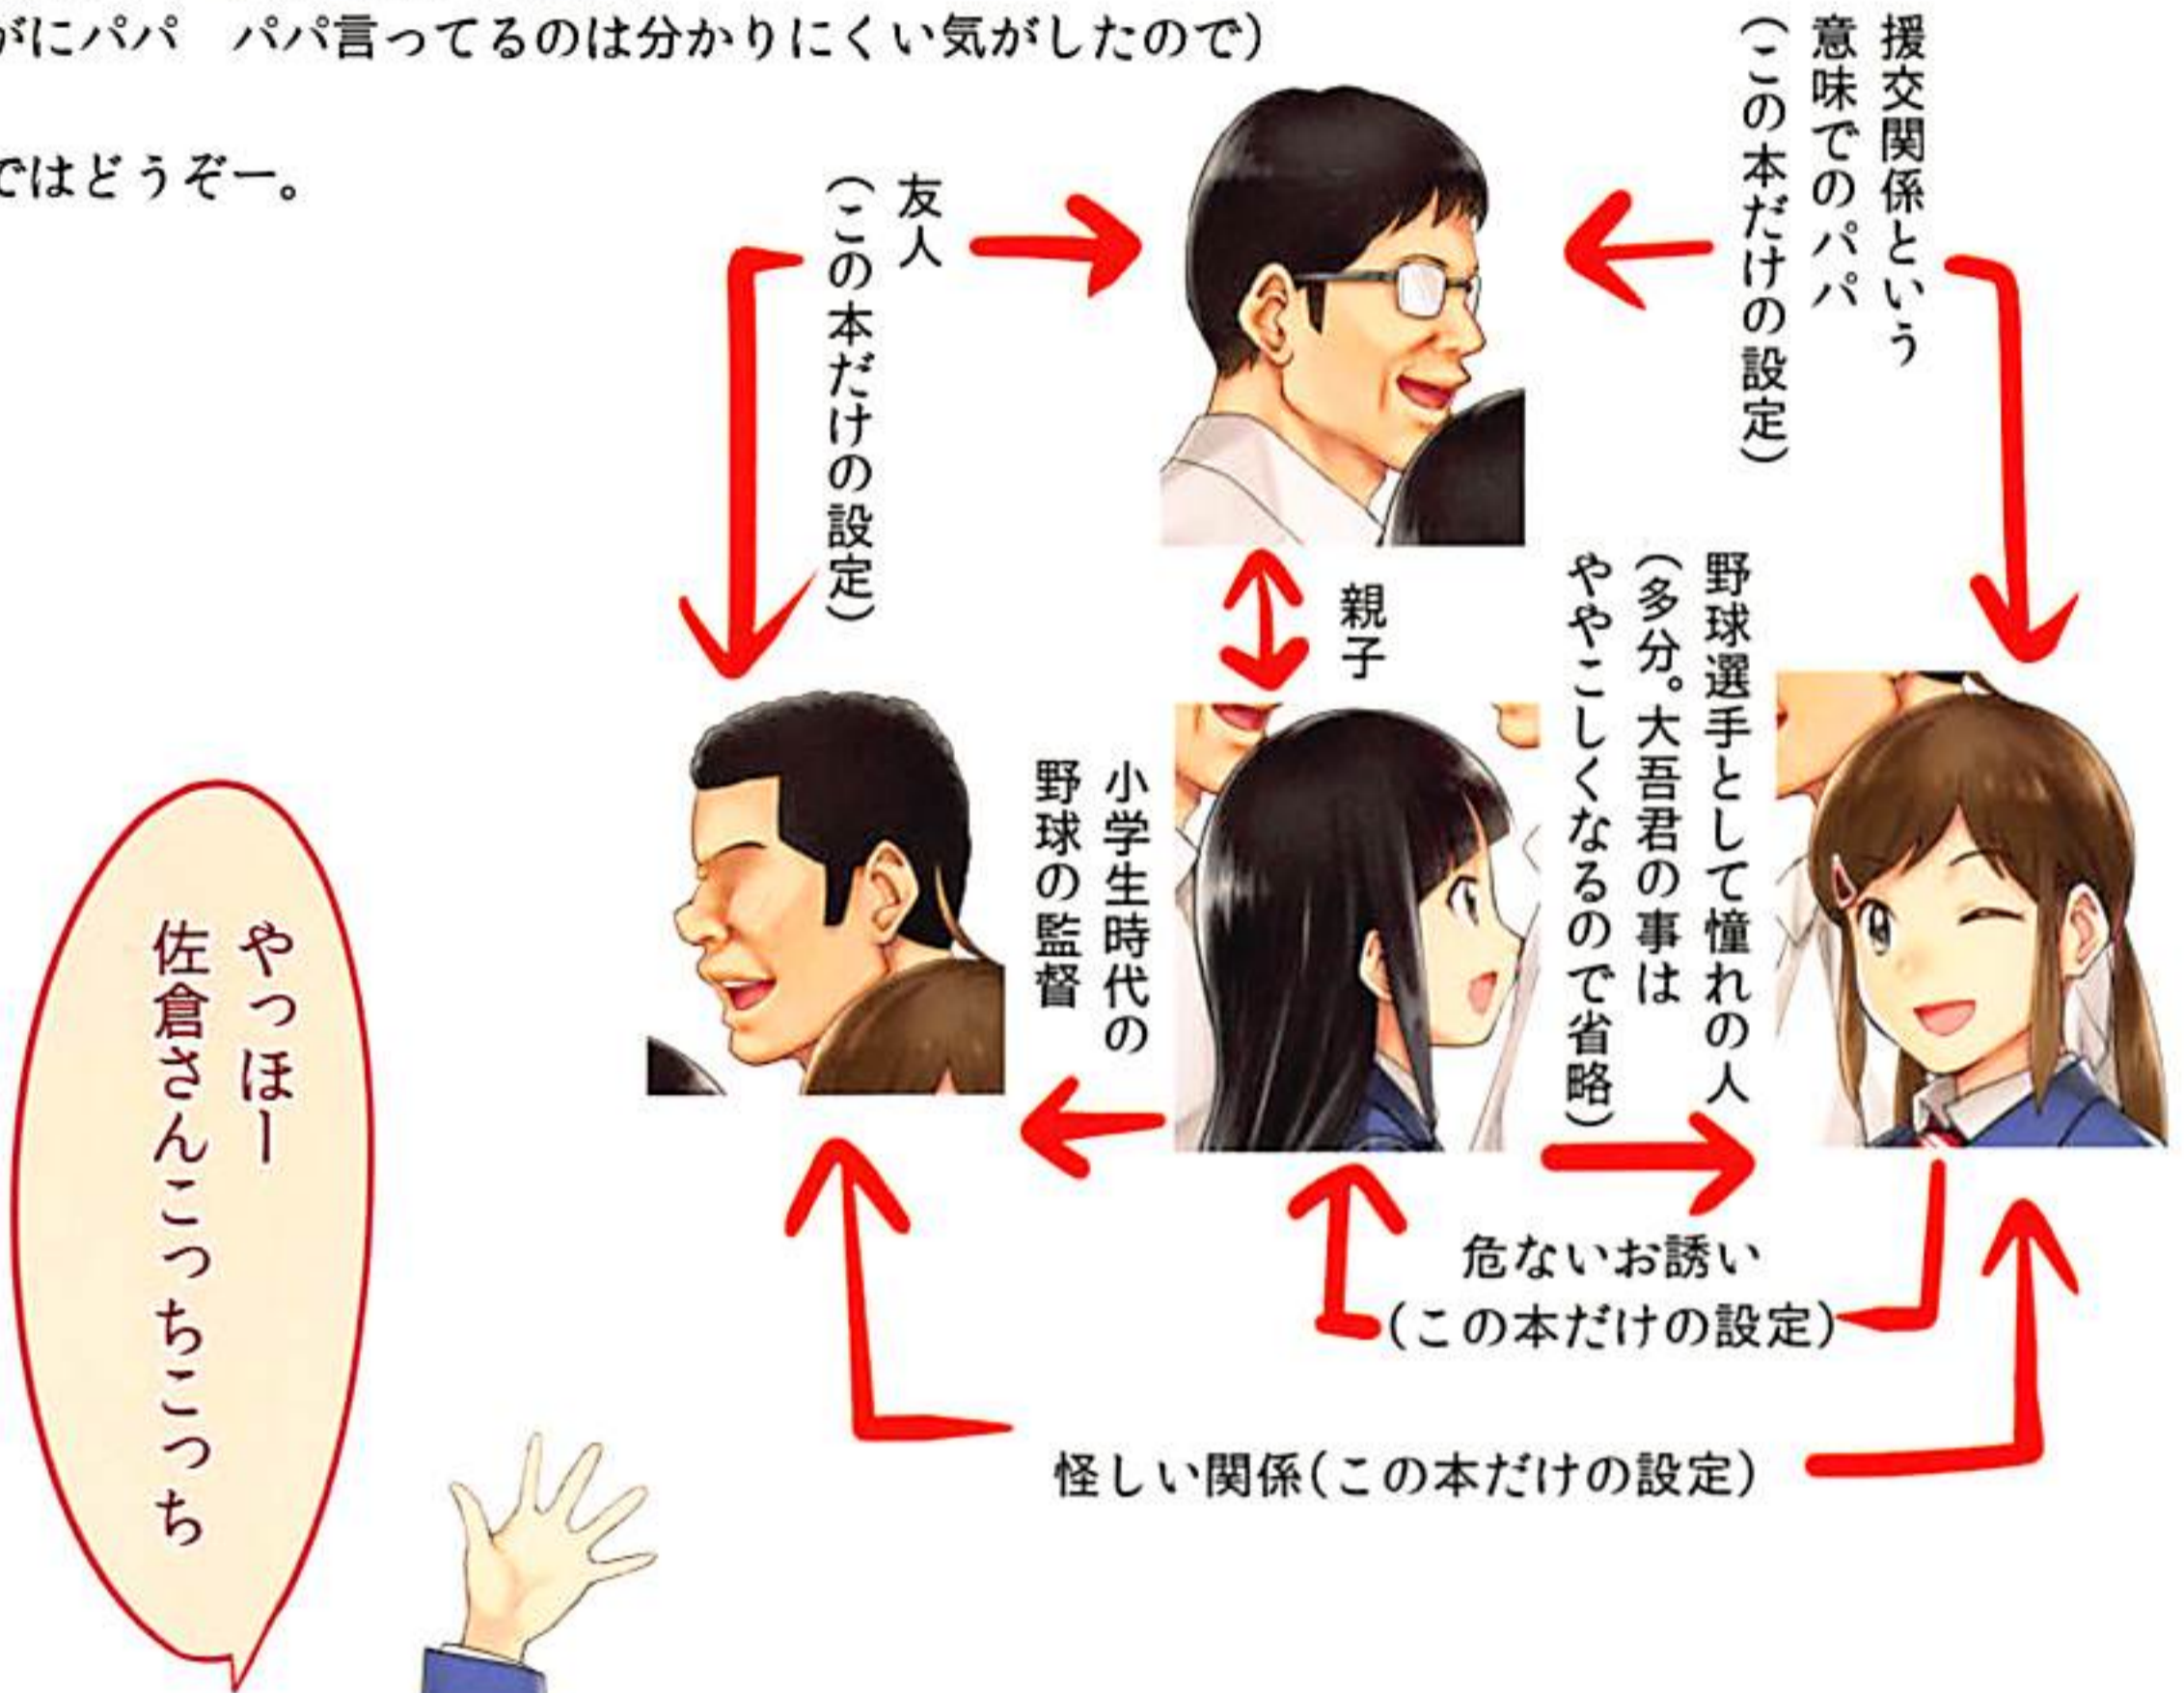 がにパパ　パパ言ってるのは分かりにくい気がしたので）
ではどうぞー。
援交関係という
意味でのパパ
（この本だけの設定）
友人
（この本だけの設定）
親子
野球選手として憧れの人
（多分。大吾君の事は
ややこしくなるので省略）
小学生時代の
野球の監督
危ないお誘い
（この本だけの設定）
怪しい関係（この本だけの設定）
やっほー
佐倉さんこっちこっち